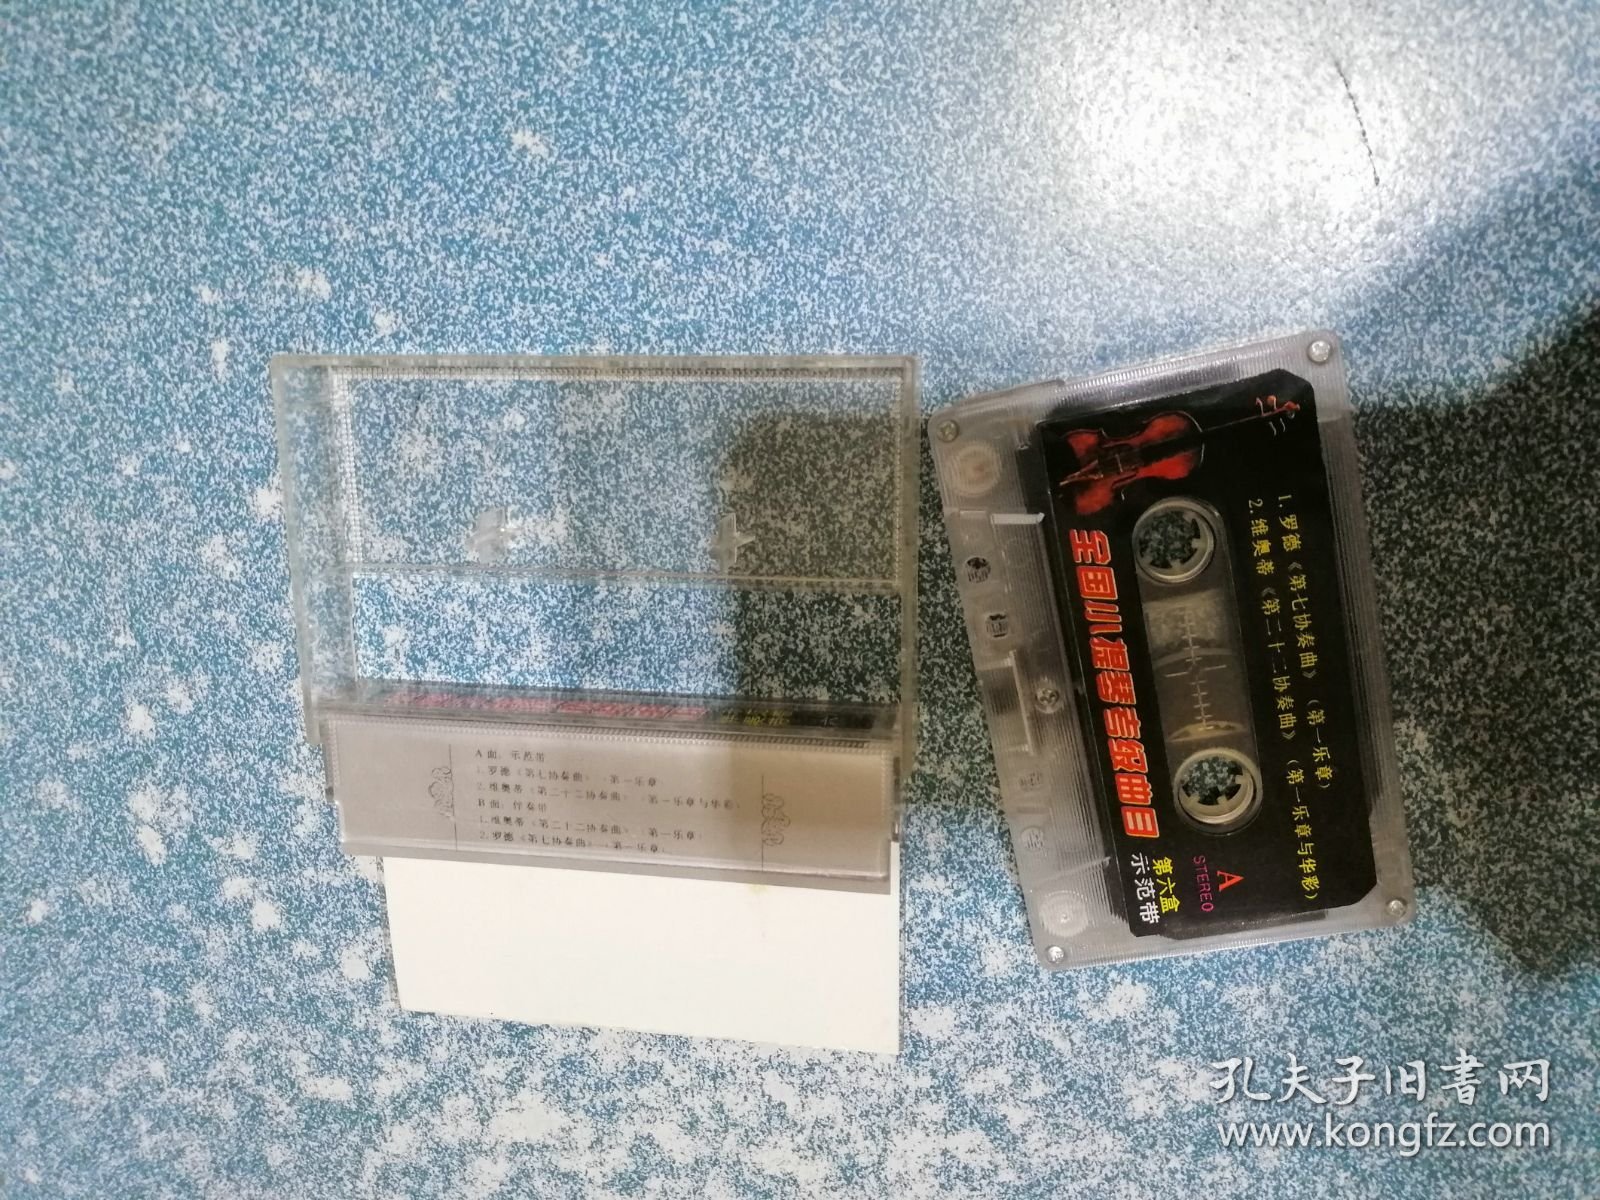 A面：示范带
1.罗德《第七协奏曲》（第一乐章）
2.维奥蒂《第二十二协奏曲》（第一乐章与华彩）
B面：伴奏带
1.维奥蒂《第二十二协奏曲》（第一乐章）
2.罗德《第七协奏曲》（第一乐章）
1.罗德《第七协奏曲》（第一乐章）
2.维奥蒂《第二十二协奏曲》（第一乐章与华彩）
全国小提琴考级曲目
A
STEREO
第六盒
示范带
孔夫子旧書网
www.kongfz.com